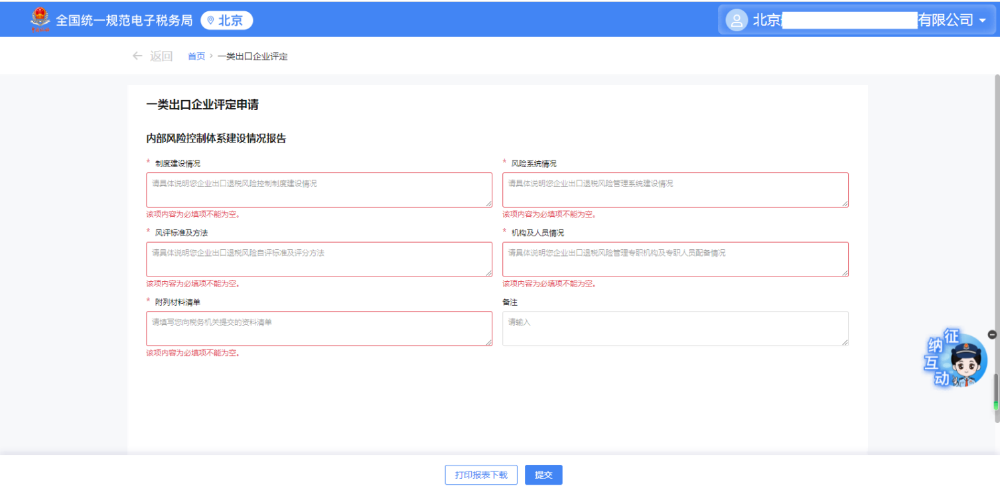 全国统一规范电子税务局 北京
北京 有限公司
返回 首页 > 一类出口企业评定
一类出口企业评定申请
内部风险控制体系建设情况报告
* 制度建设情况
* 风险系统情况
请具体说明您企业出口退税风险控制制度建设情况
请具体说明您企业出口退税风险管理系统建设情况
该项内容为必填项不能为空。
该项内容为必填项不能为空。
* 风评标准及方法
* 机构及人员情况
请具体说明您企业出口退税风险自评标准及评分方法
请具体说明您企业出口退税风险管理专职机构及专职人员配备情况
该项内容为必填项不能为空。
该项内容为必填项不能为空。
* 附列材料清单
备注
请填写您向税务机关提交的资料清单
请输入
该项内容为必填项不能为空。
征纳互动
打印报表下载
提交